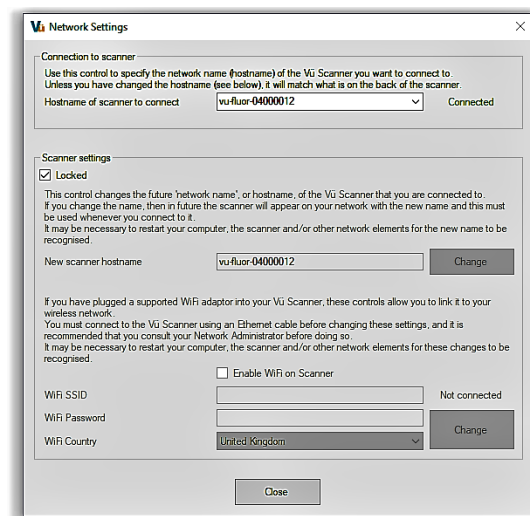 Vü Network Settings
Connection to scanner
Use this control to specify the network name (hostname) of the Vü Scanner you want to connect to.
Unless you have changed the hostname (see below), it will match what is on the back of the scanner.
Hostname of scanner to connect vu-fluor-04000012 Connected
Scanner settings
Locked
This control changes the future 'network name', or hostname, of the Vü Scanner that you are connected to.
If you change the name, then in future the scanner will appear on your network with the new name and this must
be used whenever you connect to it.
It may be necessary to restart your computer, the scanner and/or other network elements for the new name to be
recognised.
New scanner hostname vu-fluor-04000012 Change
If you have plugged a supported WiFi adaptor into your Vü Scanner, these controls allow you to link it to your
wireless network.
You must connect to the Vü Scanner using an Ethernet cable before changing these settings, and it is
recommended that you consult your Network Administrator before doing so.
It may be necessary to restart your computer, the scanner and/or other network elements for these changes to be
recognised.
Enable WiFi on Scanner
WiFi SSID Not connected
WiFi Password
Change
WiFi Country United Kingdom
Close